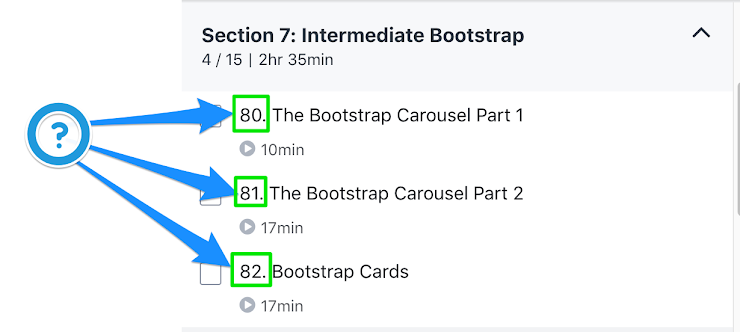 Section 7: Intermediate Bootstrap
4 / 15 | 2hr 35min
?
80. The Bootstrap Carousel Part 1
10min
81. The Bootstrap Carousel Part 2
17min
82. Bootstrap Cards
17min